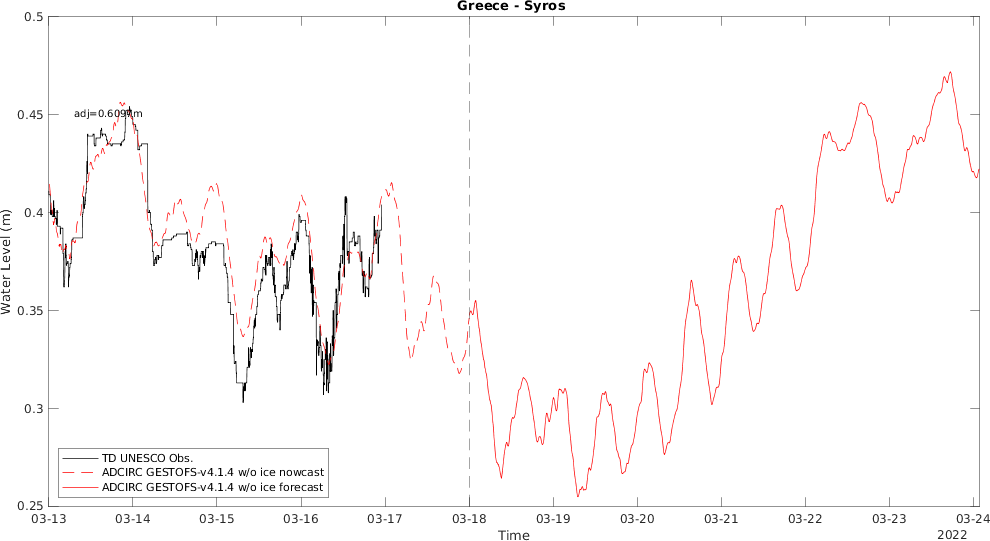 Greece - Syros
0.5
0.45
0.4
0.35
0.3
0.25
Water Level (m)
adj=0.6097m
TD UNESCO Obs.
ADCIRC GESTOFS-v4.1.4 w/o ice nowcast
ADCIRC GESTOFS-v4.1.4 w/o ice forecast
03-13 03-14 03-15 03-16 03-17 03-18 03-19 03-20 03-21 03-22 03-23 03-24
Time
2022